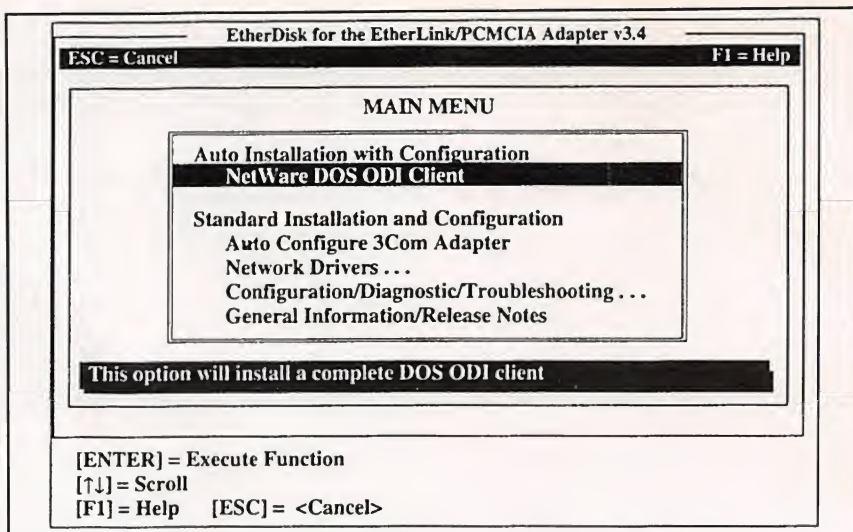 EtherDisk for the EtherLink/PCMCIA Adapter v3.4
ESC = Cancel F1 = Help
MAIN MENU
Auto Installation with Configuration
NetWare DOS ODI Client
Standard Installation and Configuration
Auto Configure 3Com Adapter
Network Drivers . . .
Configuration/Diagnostic/Troubleshooting . . .
General Information/Release Notes
This option will install a complete DOS ODI client
[ENTER] = Execute Function
[↑↓] = Scroll
[F1] = Help [ESC] = <Cancel>